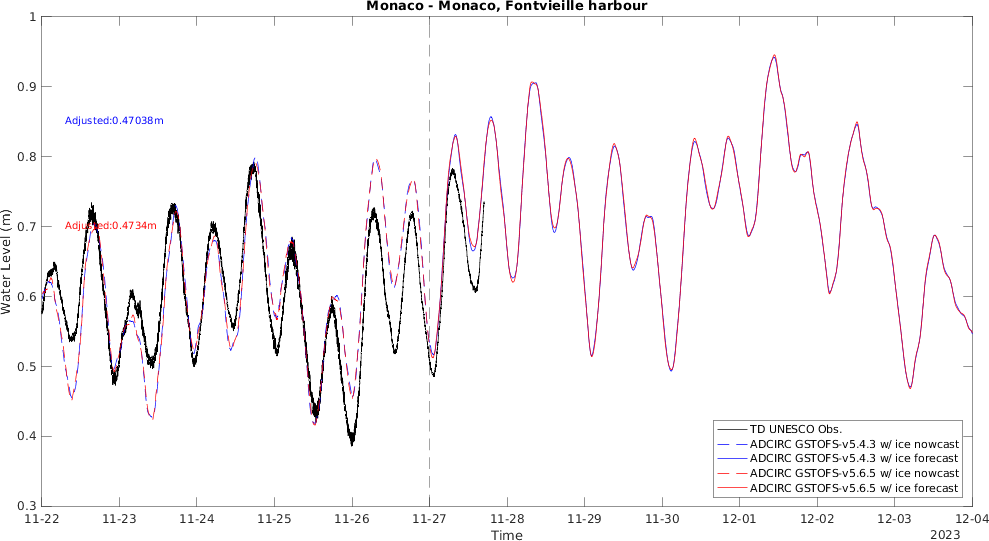 Monaco - Monaco, Fontvieille harbour
1
0.9
0.8
0.7
0.6
0.5
0.4
0.3
Water Level (m)
Adjusted:0.47038m
Adjusted:0.4734m
TD UNESCO Obs.
ADCIRC GSTOFS-v5.4.3 w/ ice nowcast
ADCIRC GSTOFS-v5.4.3 w/ ice forecast
ADCIRC GSTOFS-v5.6.5 w/ ice nowcast
ADCIRC GSTOFS-v5.6.5 w/ ice forecast
11-22 11-23 11-24 11-25 11-26 11-27 11-28 11-29 11-30 12-01 12-02 12-03 12-04
Time
2023